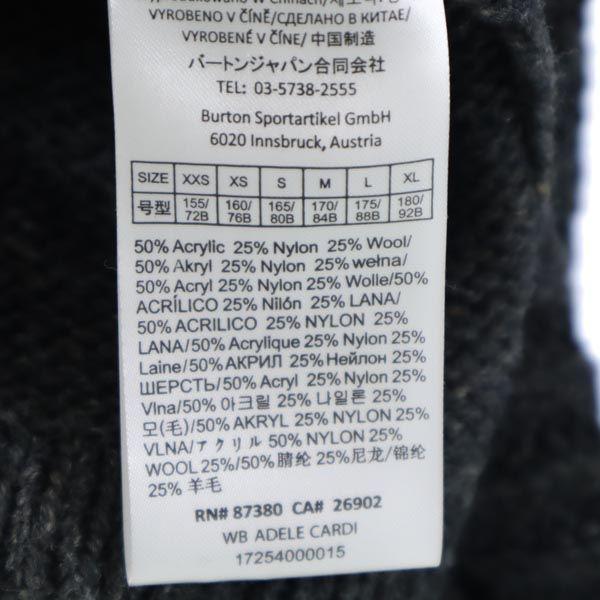 VYROBENO V ČÍNĚ/СДЕЛАНО В КИТАЕ/
VYROBENÉ V ČÍNE/ 中国制造
バートンジャパン合同会社
TEL: 03-5738-2555
Burton Sportartikel GmbH
6020 Innsbruck, Austria
SIZE XXS XS S M L XL
号型 155/72B 160/76B 165/80B 170/84B 175/88B 180/92B
50% Acrylic 25% Nylon 25% Wool/
50% Akryl 25% Nylon 25% wełna/
50% Acryl 25% Nylon 25% Wolle/50%
ACRÍLICO 25% Nilón 25% LANA/
50% ACRILICO 25% NYLON 25%
LANA/50% Acrylique 25% Nylon 25%
Laine/50% АКРИЛ 25% Нейлон 25%
ШЕРСТЬ/50% Acryl 25% Nylon 25%
Vlna/50% 아크릴 25% 나일론 25%
모(毛)/50% AKRYL 25% NYLON 25%
VLNA/アクリル 50% NYLON 25%
WOOL 25%/50% 腈纶 25%尼龙/锦纶
25% 羊毛
RN# 87380 CA# 26902
WB ADELE CARDI
17254000015